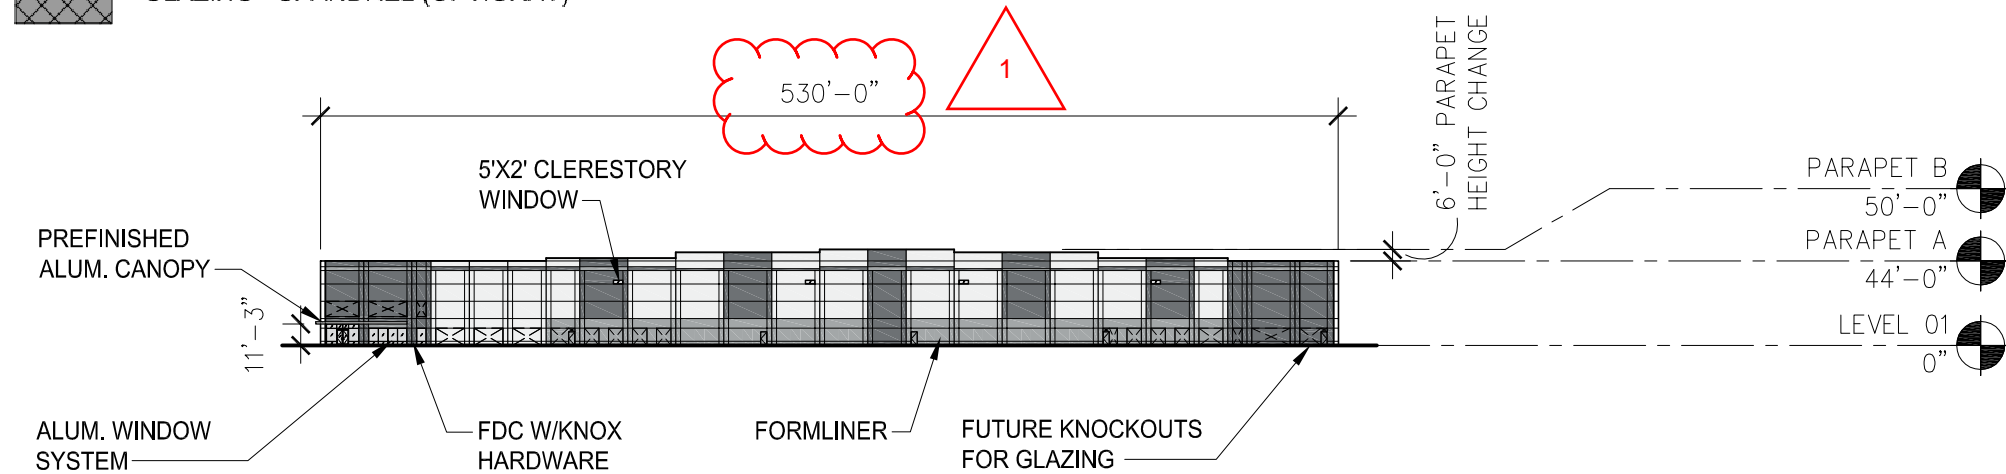 530'-0"
1
6'-0" PARAPET
HEIGHT CHANGE
5'X2' CLERESTORY
WINDOW
PARAPET B
50'-0"
PREFINISHED
ALUM. CANOPY
PARAPET A
44'-0"
11'-3"
LEVEL 01
0"
ALUM. WINDOW
SYSTEM
FDC W/KNOX
HARDWARE
FORMLINER
FUTURE KNOCKOUTS
FOR GLAZING